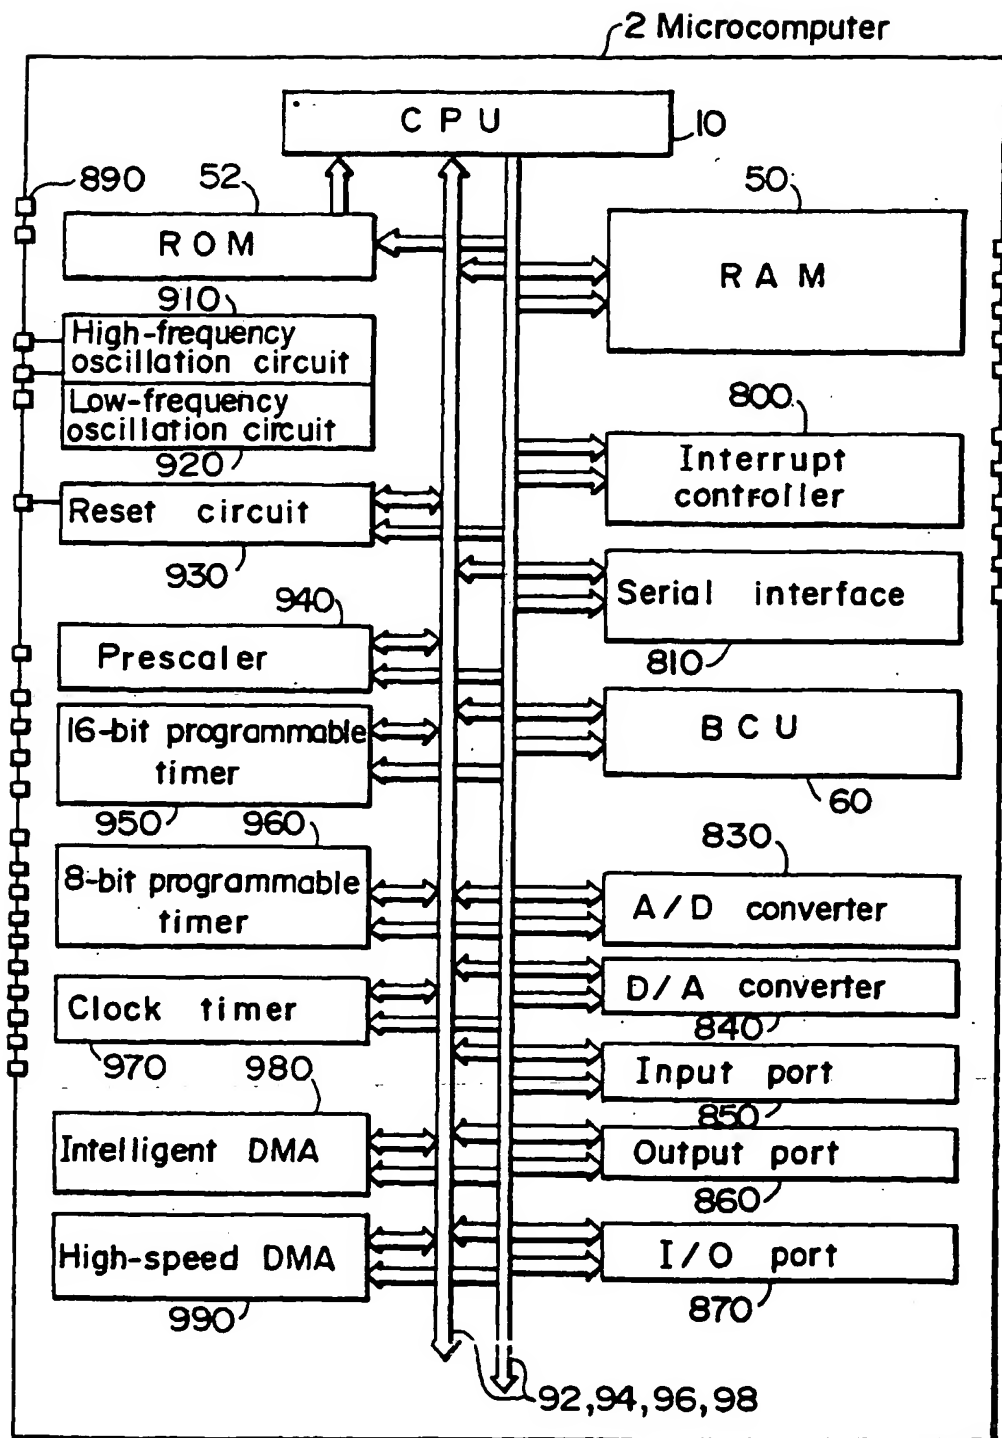 2 Microcomputer
CPU
10
890
52
50
ROM
RAM
910
High-frequency
oscillation circuit
Low-frequency
oscillation circuit
920
800
Interrupt
controller
Reset circuit
930
Serial interface
810
940
Prescaler
BCU
60
16-bit programmable
timer
950
960
830
8-bit programmable
timer
A/D converter
D/A converter
840
Clock timer
970
980
Input port
850
Intelligent DMA
Output port
860
High-speed DMA
990
I/O port
870
92,94,96,98